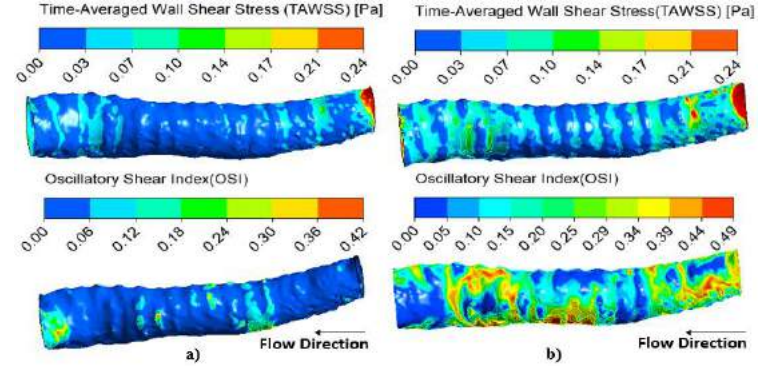 Time-Averaged Wall Shear Stress (TAWSS) [Pa]
0.00 0.03 0.07 0.10 0.14 0.17 0.21 0.24
Oscillatory Shear Index(OSI)
0.00 0.06 0.12 0.18 0.24 0.30 0.36 0.42
a)
Flow Direction
Time-Averaged Wall Shear Stress(TAWSS) [Pa]
0.00 0.03 0.07 0.10 0.14 0.17 0.21 0.24
Oscillatory Shear Index(OSI)
0.00 0.05 0.10 0.15 0.20 0.25 0.29 0.34 0.39 0.44 0.49
b)
Flow Direction